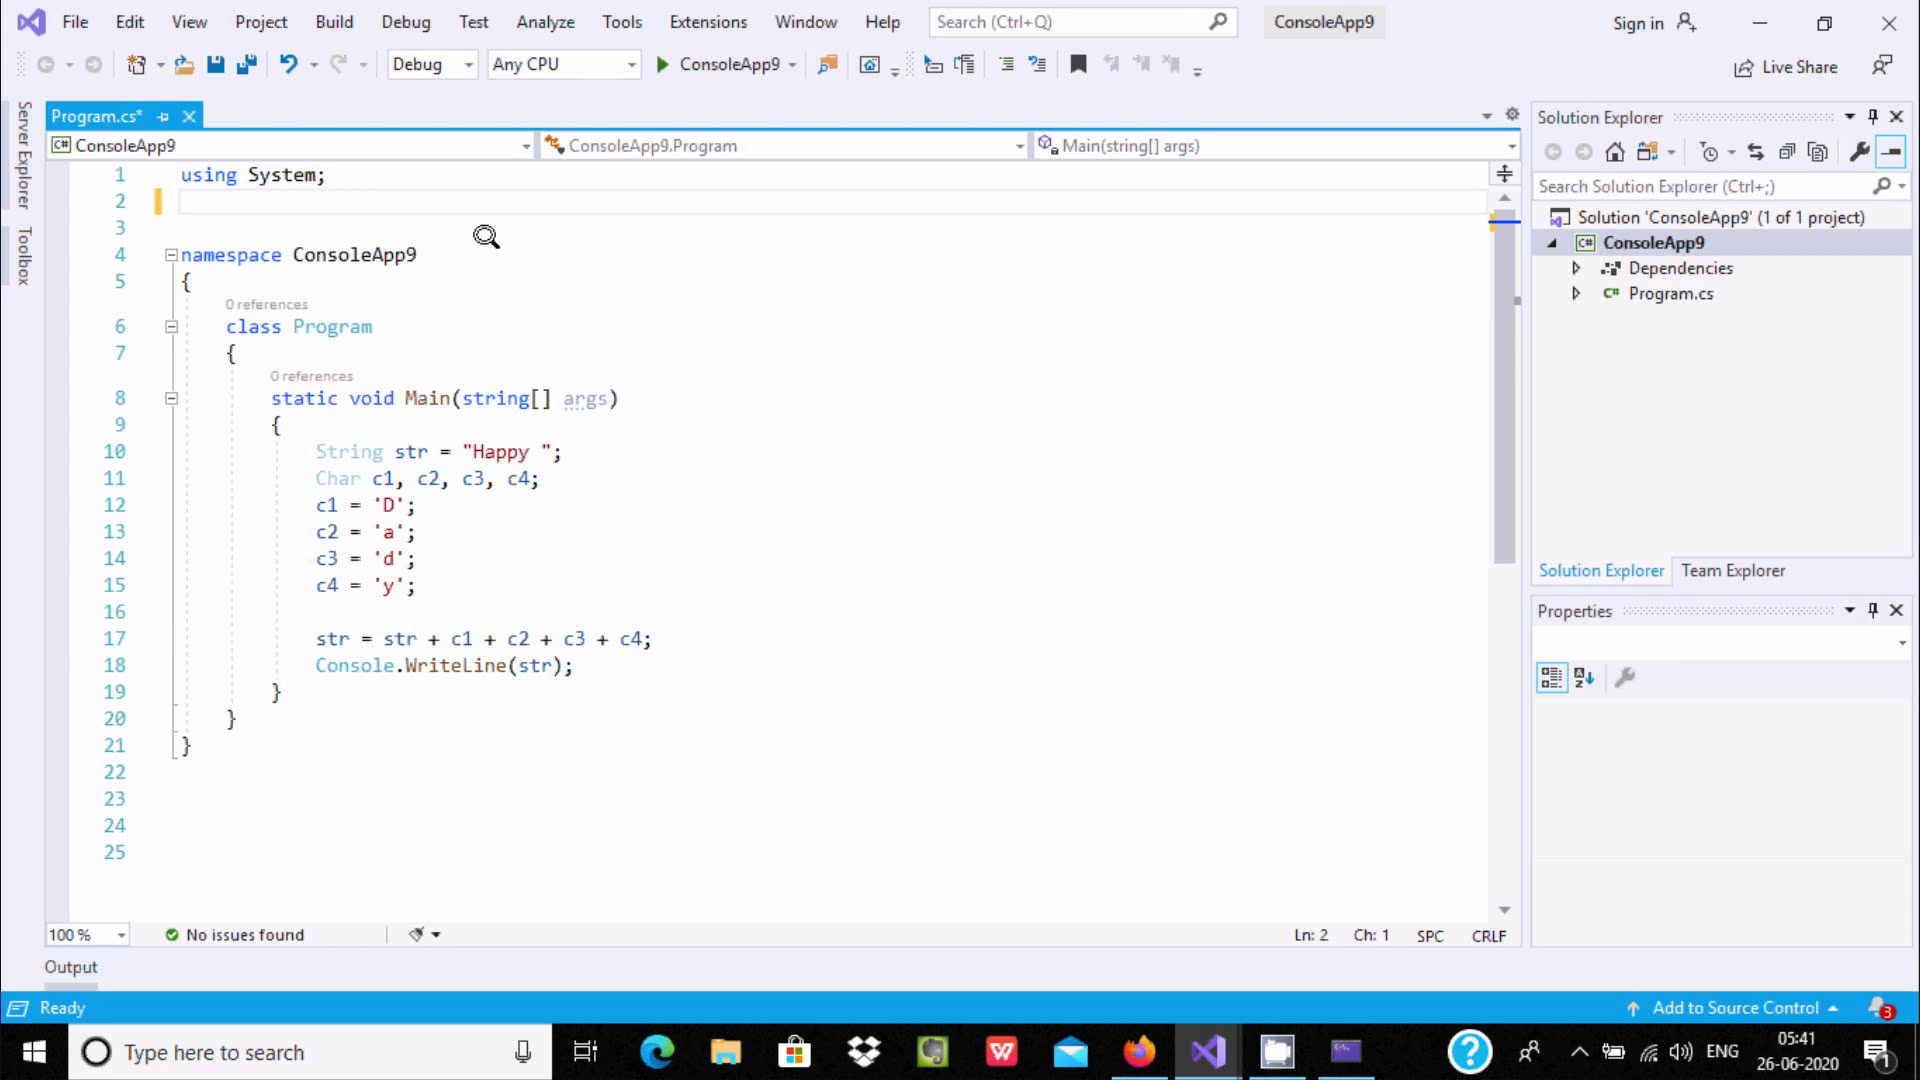 File Edit View Project Build Debug Test Analyze Tools Extensions Window Help Search (Ctrl+Q) ConsoleApp9 Sign in
Debug Any CPU ConsoleApp9 Live Share
Server Explorer
Toolbox
Program.cs*
ConsoleApp9 ConsoleApp9.Program Main(string[] args)
1 using System;
2
3
4 namespace ConsoleApp9
5 {
0 references
6 class Program
7 {
0 references
8 static void Main(string[] args)
9 {
10 String str = "Happy ";
11 Char c1, c2, c3, c4;
12 c1 = 'D';
13 c2 = 'a';
14 c3 = 'd';
15 c4 = 'y';
16
17 str = str + c1 + c2 + c3 + c4;
18 Console.WriteLine(str);
19 }
20 }
21 }
22
23
24
25
100 % No issues found Ln: 2 Ch: 1 SPC CRLF
Output
Solution Explorer
Search Solution Explorer (Ctrl+;)
Solution 'ConsoleApp9' (1 of 1 project)
C# ConsoleApp9
Dependencies
C# Program.cs
Solution Explorer Team Explorer
Properties
Ready Add to Source Control 3
Type here to search ENG 05:41
26-06-2020 1